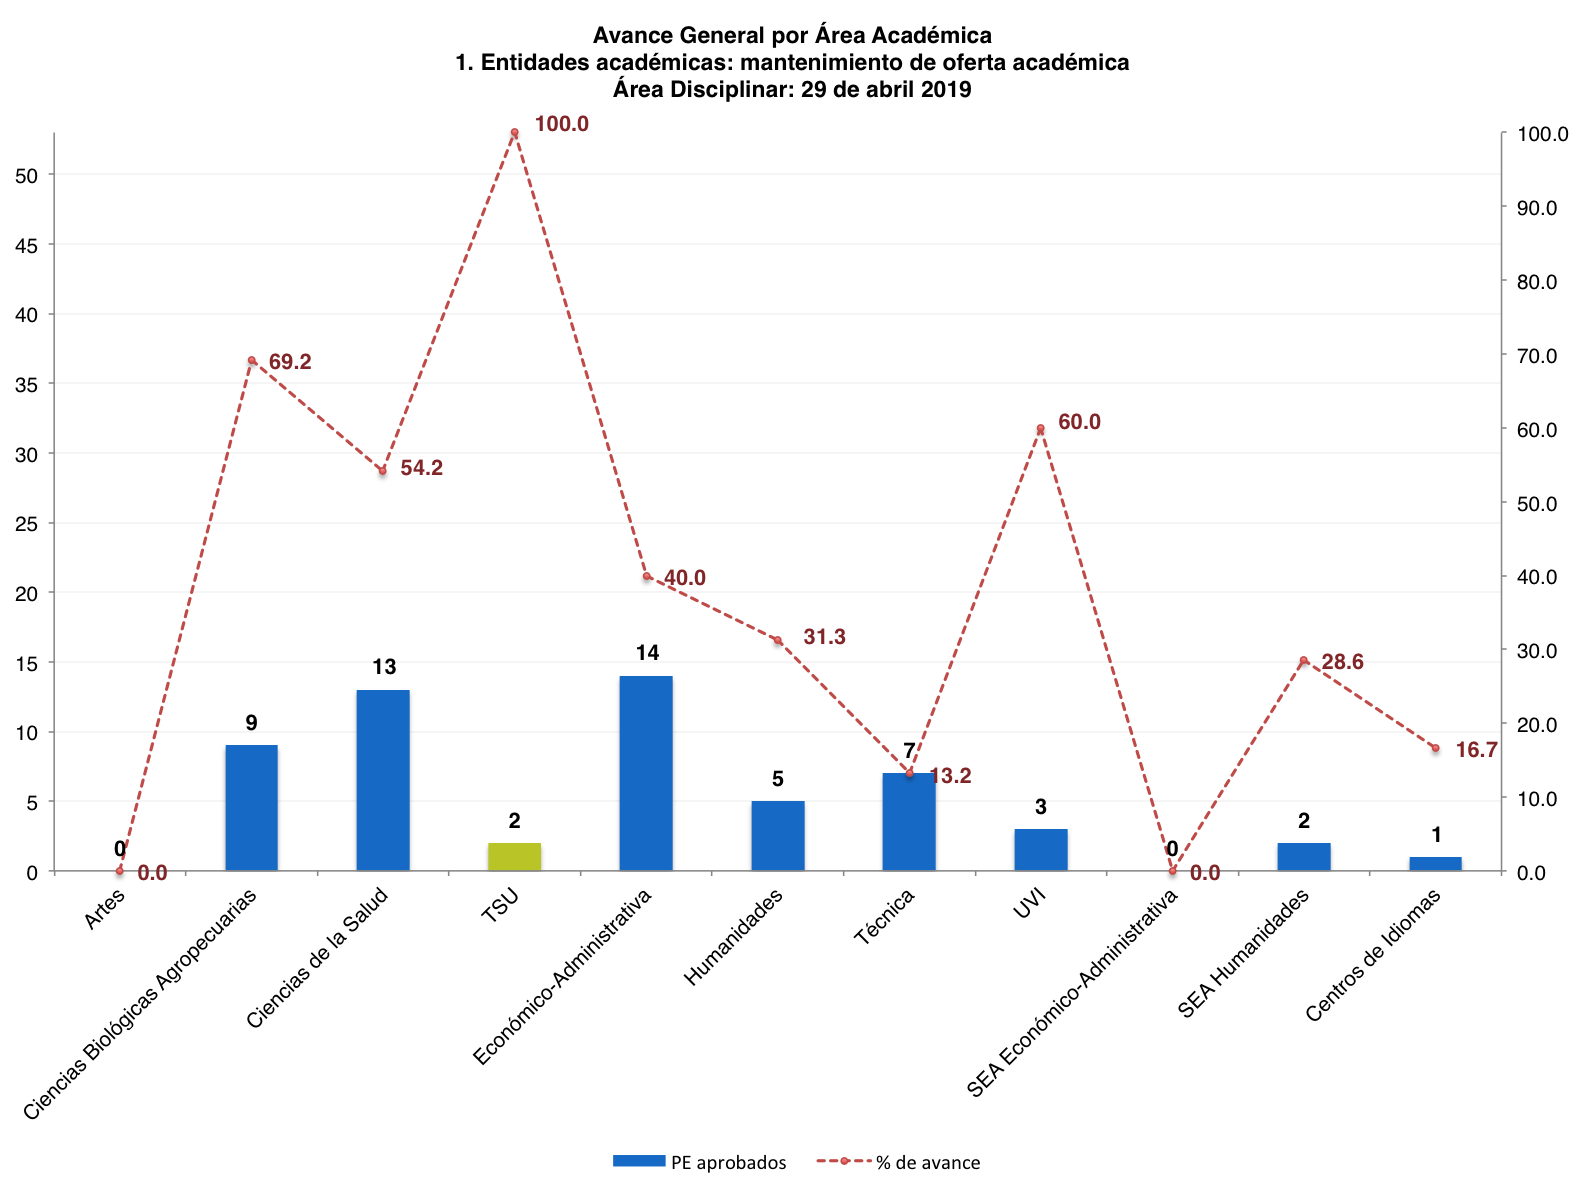 Avance General por Área Académica
1. Entidades académicas: mantenimiento de oferta académica
Área Disciplinar: 29 de abril 2019
50
45
40
35
30
25
20
15
10
5
0
100.0
90.0
80.0
70.0
60.0
50.0
40.0
30.0
20.0
10.0
0.0
0
9
13
2
14
5
7
3
0
2
1
0.0
69.2
54.2
100.0
40.0
31.3
13.2
60.0
0.0
28.6
16.7
Artes
Ciencias Biológicas Agropecuarias
Ciencias de la Salud
TSU
Económico-Administrativa
Humanidades
Técnica
UVI
SEA Económico-Administrativa
SEA Humanidades
Centros de Idiomas
PE aprobados
% de avance